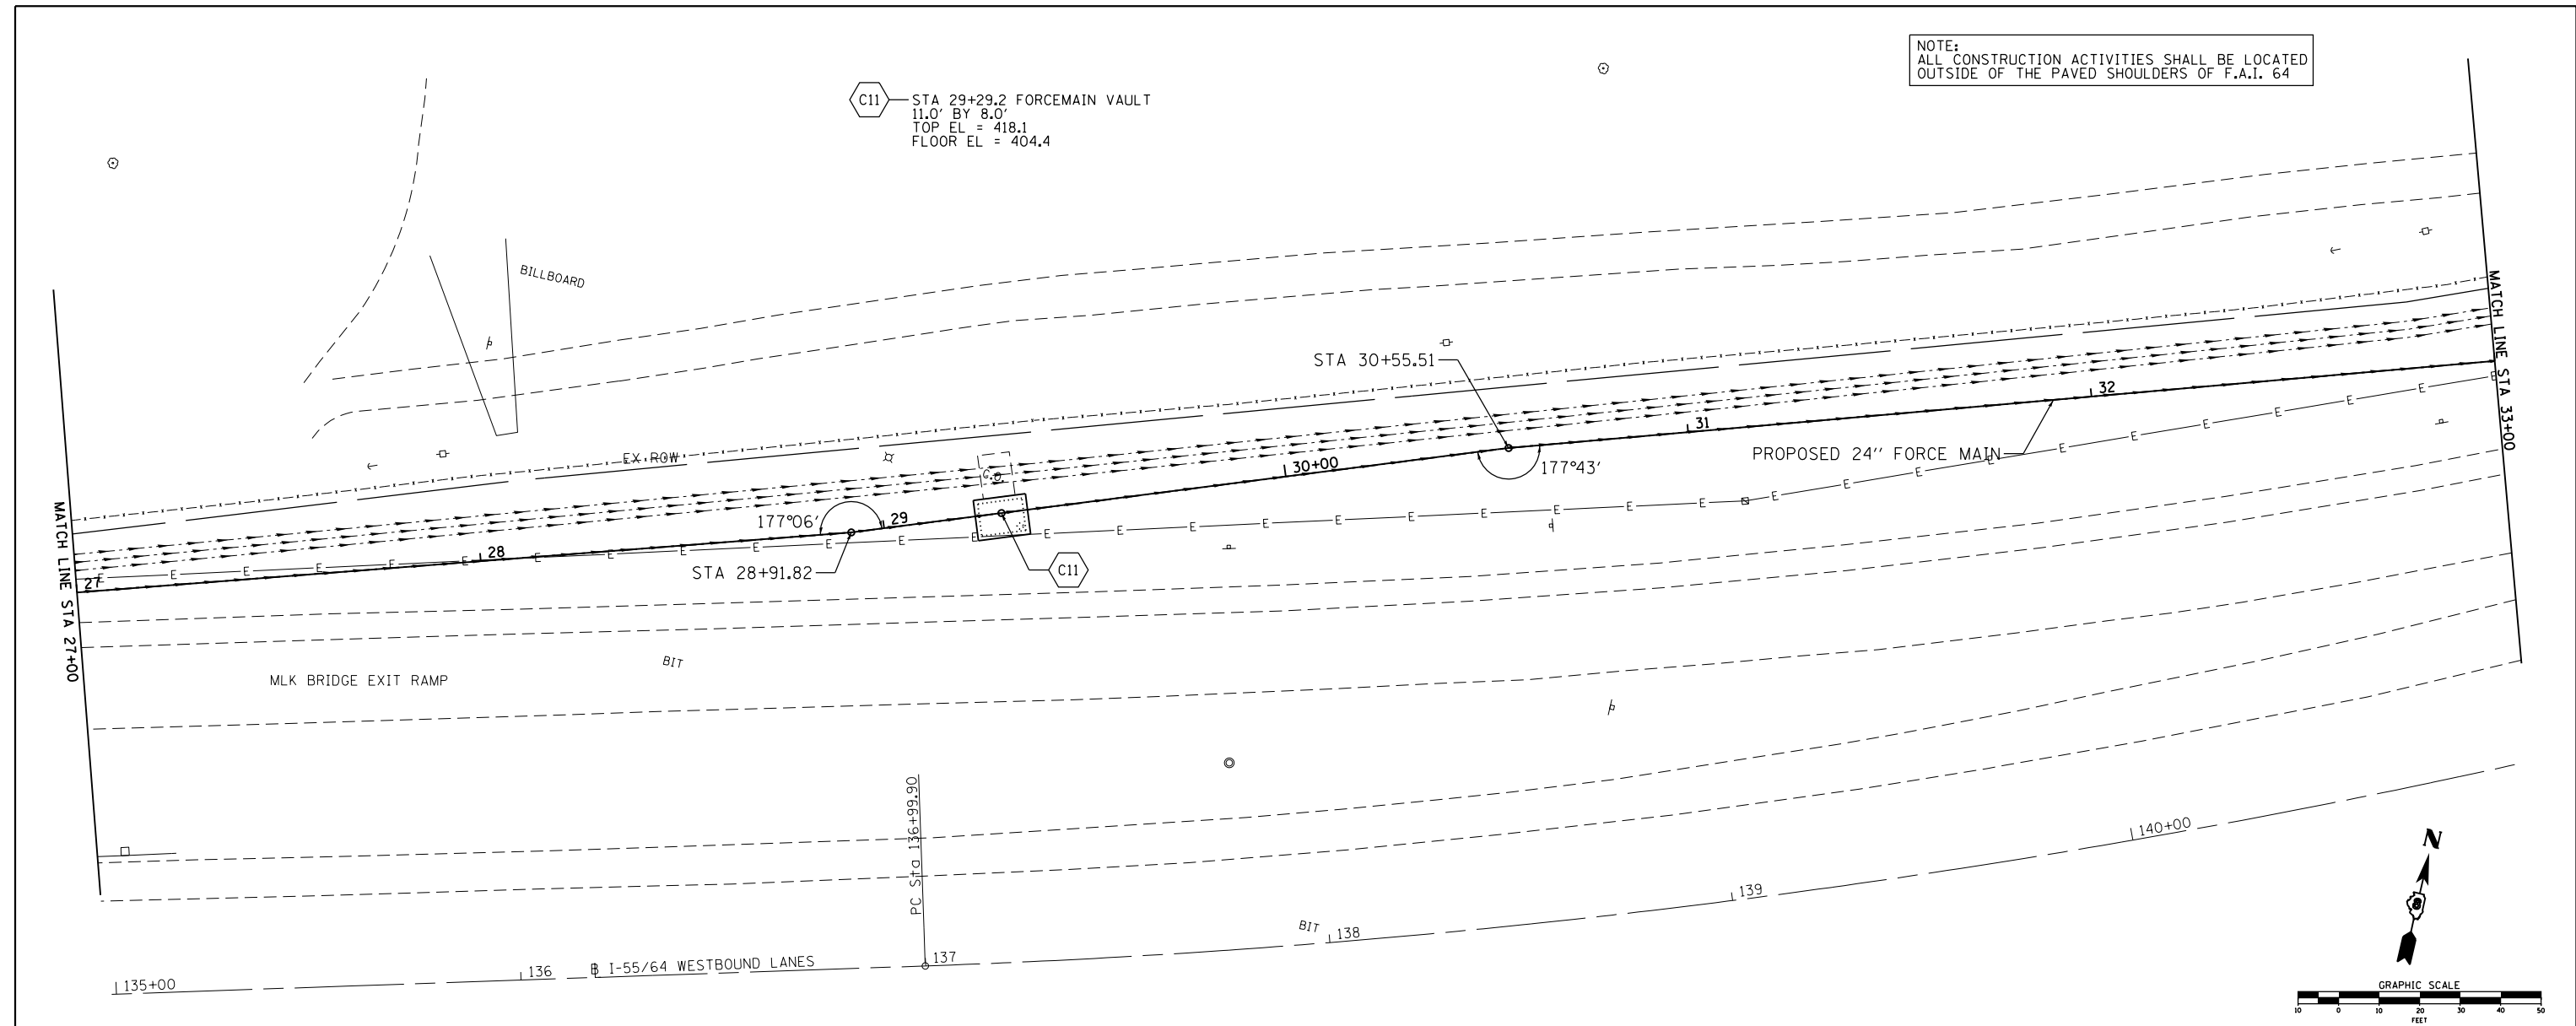 NOTE:
ALL CONSTRUCTION ACTIVITIES SHALL BE LOCATED
OUTSIDE OF THE PAVED SHOULDERS OF F.A.I. 64
C11
STA 29+29.2 FORCEMAIN VAULT
11.0' BY 8.0'
TOP EL = 418.1
FLOOR EL = 404.4
BILLBOARD
MATCH LINE STA 33+00
STA 30+55.51
32
31
PROPOSED 24'' FORCE MAIN
EX ROW
177°43'
30+00
C.O.
177°06'
29
STA 28+91.82
C11
28
27
MATCH LINE STA 27+00
E E E E E E E E E E E E E E E E E E E E E E E E E E E E E E E E E E
BIT
MLK BRIDGE EXIT RAMP
PC Sta 136+99.90
140+00
139
138
BIT
137
136
I-55/64 WESTBOUND LANES
135+00
N
GRAPHIC SCALE
10 0 10 20 30 40 50
FEET